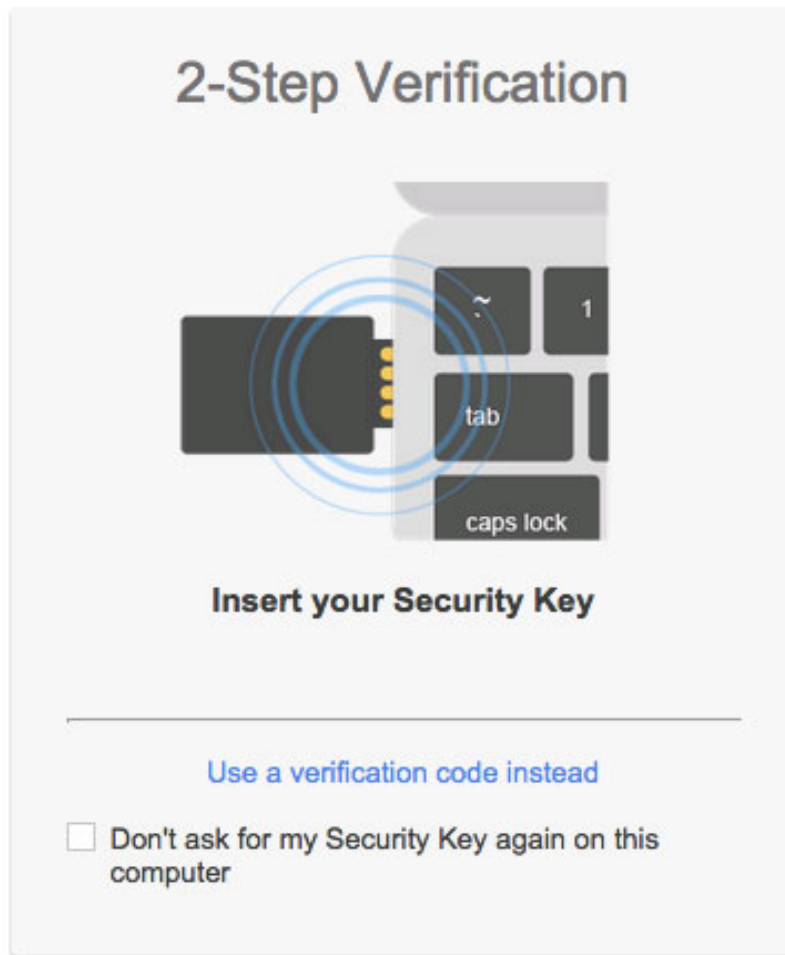 2-Step Verification
~
`
1
tab
caps lock
Insert your Security Key
Use a verification code instead
Don't ask for my Security Key again on this
computer